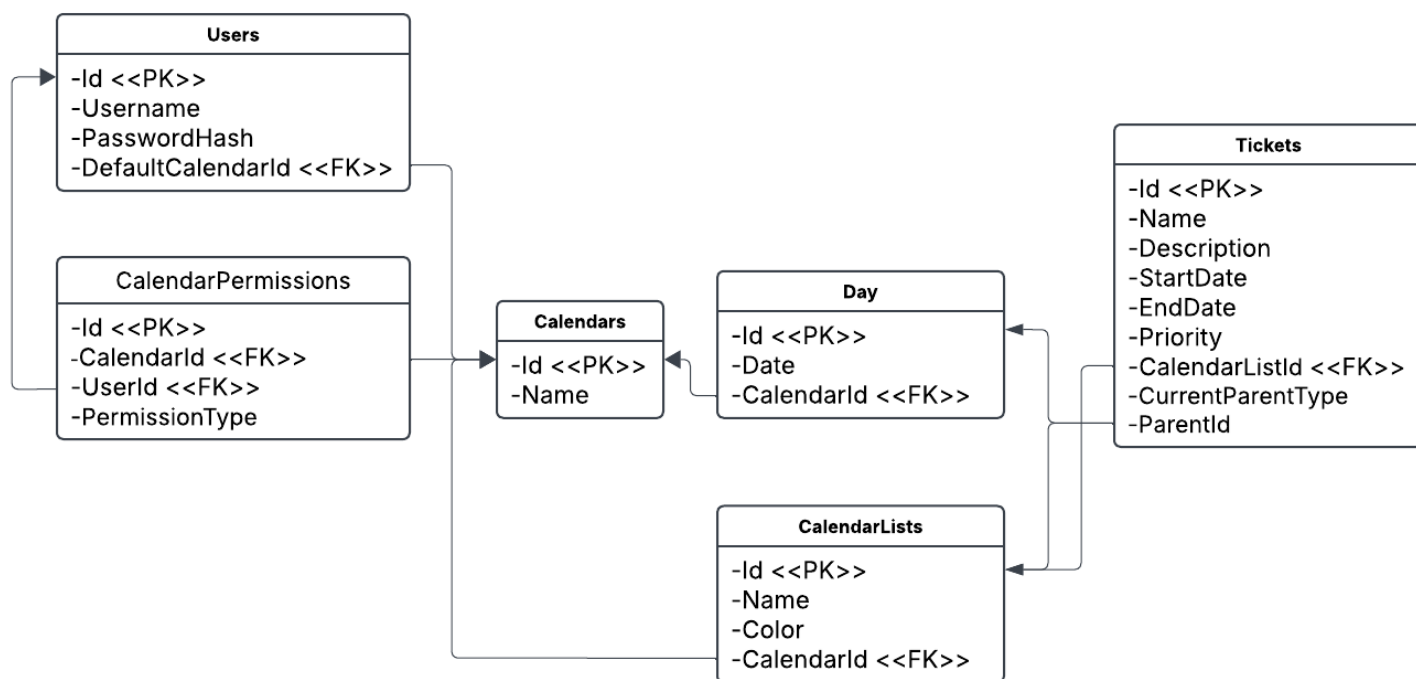 Users
-Id <<PK>>
-Username
-PasswordHash
-DefaultCalendarId <<FK>>
CalendarPermissions
-Id <<PK>>
-CalendarId <<FK>>
-UserId <<FK>>
-PermissionType
Calendars
-Id <<PK>>
-Name
Day
-Id <<PK>>
-Date
-CalendarId <<FK>>
CalendarLists
-Id <<PK>>
-Name
-Color
-CalendarId <<FK>>
Tickets
-Id <<PK>>
-Name
-Description
-StartDate
-EndDate
-Priority
-CalendarListId <<FK>>
-CurrentParentType
-ParentId